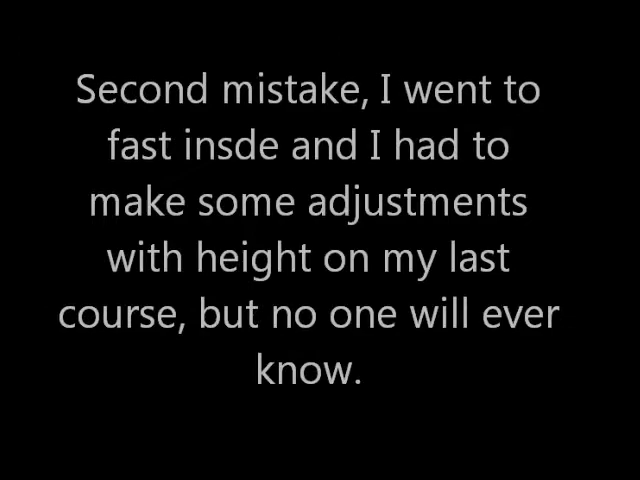 Second mistake, I went to
fast insde and I had to
make some adjustments
with height on my last
course, but no one will ever
know.